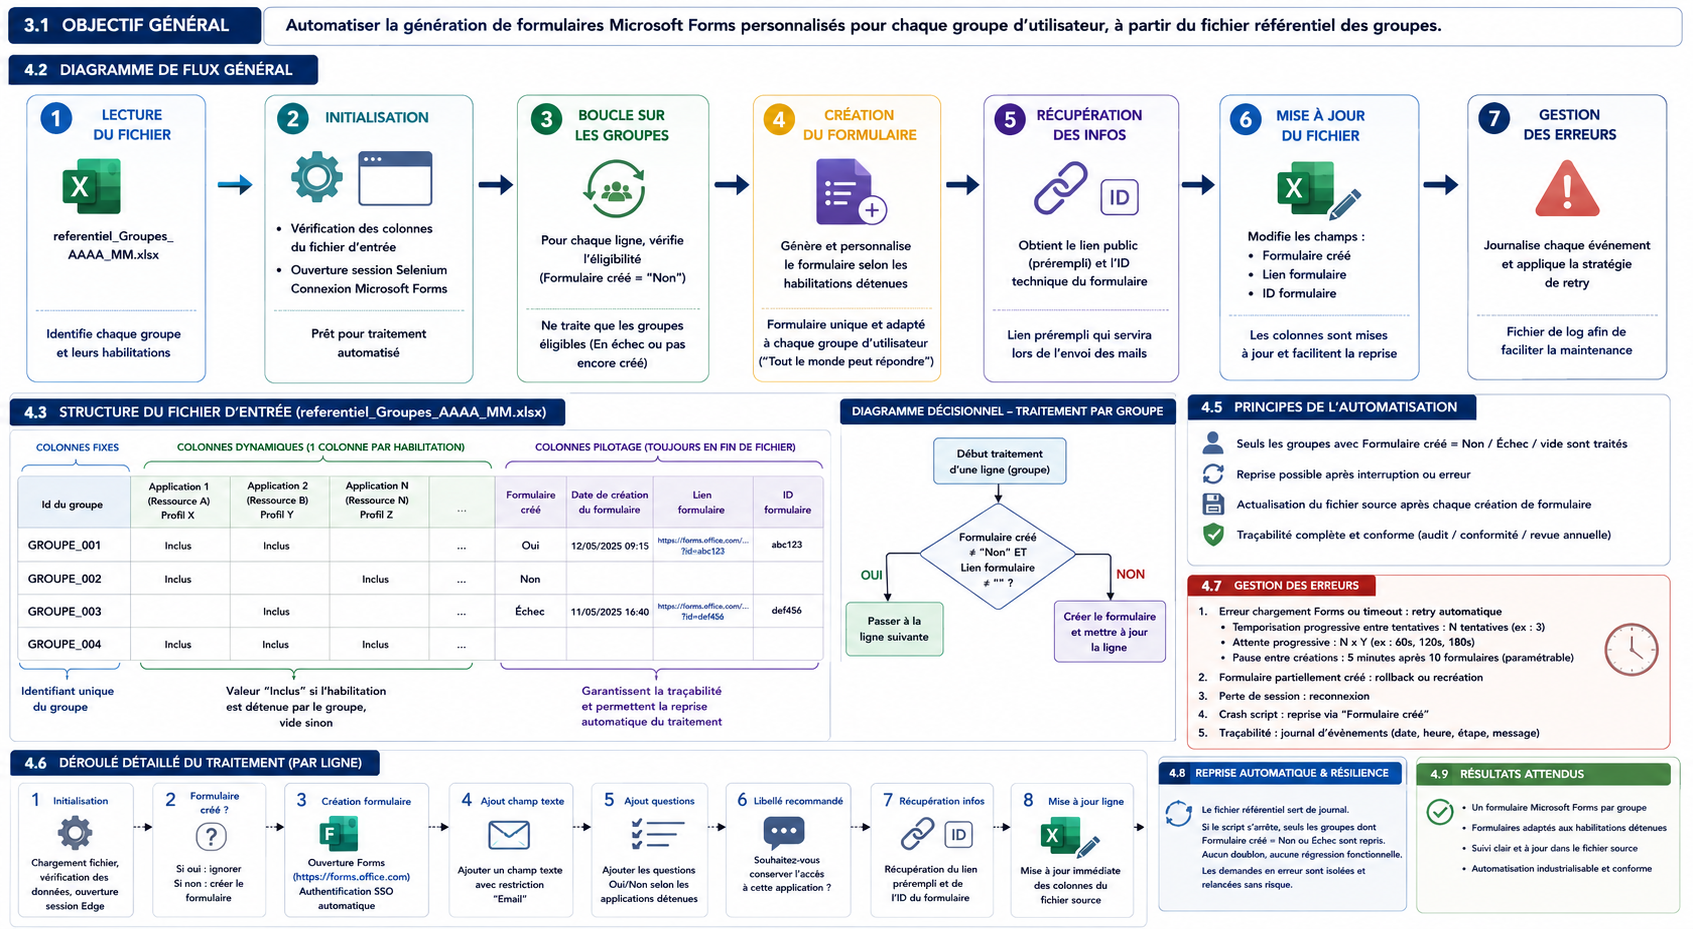 3.1 OBJECTIF GÉNÉRAL
Automatiser la génération de formulaires Microsoft Forms personnalisés pour chaque groupe d'utilisateur, à partir du fichier référentiel des groupes.
4.2 DIAGRAMME DE FLUX GÉNÉRAL
1 LECTURE
DU FICHIER
X
referentiel_Groupes_
AAAA_MM.xlsx
Identifie chaque groupe
et leurs habilitations
2 INITIALISATION
• Vérification des colonnes
du fichier d'entrée
• Ouverture session Selenium
Connexion Microsoft Forms
Prêt pour traitement
automatisé
3 BOUCLE SUR
LES GROUPES
Pour chaque ligne, vérifie
l'éligibilité
(Formulaire créé = "Non")
Ne traite que les groupes
éligibles (En échec ou pas
encore créé)
4 CRÉATION
DU FORMULAIRE
Génère et personnalise
le formulaire selon les
habilitations détenues
Formulaire unique et adapté
à chaque groupe d'utilisateur
("Tout le monde peut répondre")
5 RÉCUPÉRATION
DES INFOS
ID
Obtient le lien public
(prérempli) et l'ID
technique du formulaire
Lien prérempli qui servira
lors de l'envoi des mails
6 MISE À JOUR
DU FICHIER
X
Modifie les champs :
• Formulaire créé
• Lien formulaire
• ID formulaire
Les colonnes sont mises
à jour et facilitent la reprise
7 GESTION
DES ERREURS
!
Journalise chaque événement
et applique la stratégie
de retry
Fichier de log afin de
faciliter la maintenance
4.3 STRUCTURE DU FICHIER D'ENTRÉE (referentiel_Groupes_AAAA_MM.xlsx)
COLONNES FIXES
COLONNES DYNAMIQUES (1 COLONNE PAR HABILITATION)
COLONNES PILOTAGE (TOUJOURS EN FIN DE FICHIER)
Id du groupe
Application 1
(Ressource A)
Profil X
Application 2
(Ressource B)
Profil Y
Application N
(Ressource N)
Profil Z
...
Formulaire
créé
Date de création
du formulaire
Lien
formulaire
ID
formulaire
GROUPE_001 Inclus Inclus ... Oui 12/05/2025 09:15 https://forms.office.com/...
?id=abc123 abc123
GROUPE_002 Inclus Inclus ... Non
GROUPE_003 Inclus ... Échec 11/05/2025 16:40 https://forms.office.com/...
?id=def456 def456
GROUPE_004 Inclus Inclus Inclus ...
Identifiant unique
du groupe
Valeur "Inclus" si l'habilitation
est détenue par le groupe,
vide sinon
Garantissent la traçabilité
et permettent la reprise
automatique du traitement
DIAGRAMME DÉCISIONNEL – TRAITEMENT PAR GROUPE
Début traitement
d'une ligne (groupe)
Formulaire créé
≠ "Non" ET
Lien formulaire
≠ "" ?
OUI
NON
Passer à la
ligne suivante
Créer le formulaire
et mettre à jour
la ligne
4.5 PRINCIPES DE L'AUTOMATISATION
Seuls les groupes avec Formulaire créé = Non / Échec / vide sont traités
Reprise possible après interruption ou erreur
Actualisation du fichier source après chaque création de formulaire
Traçabilité complète et conforme (audit / conformité / revue annuelle)
4.7 GESTION DES ERREURS
1. Erreur chargement Forms ou timeout : retry automatique
• Temporisation progressive entre tentatives : N tentatives (ex : 3)
• Attente progressive : N x Y (ex : 60s, 120s, 180s)
• Pause entre créations : 5 minutes après 10 formulaires (paramétrable)
2. Formulaire partiellement créé : rollback ou recréation
3. Perte de session : reconnexion
4. Crash script : reprise via "Formulaire créé"
5. Traçabilité : journal d'évènements (date, heure, étape, message)
4.6 DÉROULÉ DÉTAILLÉ DU TRAITEMENT (PAR LIGNE)
1 Initialisation
Chargement fichier,
vérification des
données, ouverture
session Edge
2 Formulaire
créé ?
?
Si oui : ignorer
Si non : créer le
formulaire
3 Création formulaire
F
Ouverture Forms
(https://forms.office.com)
Authentification SSO
automatique
4 Ajout champ texte
Ajouter un champ texte
avec restriction
"Email"
5 Ajout questions
Ajouter les questions
Oui/Non selon les
applications détenues
6 Libellé recommandé
Souhaitez-vous
conserver l'accès
à cette application ?
7 Récupération infos
ID
Récupération du lien
prérempli et de
l'ID du formulaire
8 Mise à jour ligne
X
Mise à jour immédiate
des colonnes du
fichier source
4.8 REPRISE AUTOMATIQUE & RÉSILIENCE
Le fichier référentiel sert de journal.
Si le script s'arrête, seuls les groupes dont
Formulaire créé = Non ou Échec sont repris.
Aucun doublon, aucune régression fonctionnelle.
Les demandes en erreur sont isolées et
relancées sans risque.
4.9 RÉSULTATS ATTENDUS
• Un formulaire Microsoft Forms par groupe
• Formulaires adaptés aux habilitations détenues
• Suivi clair et à jour dans le fichier source
• Automatisation industrialisable et conforme